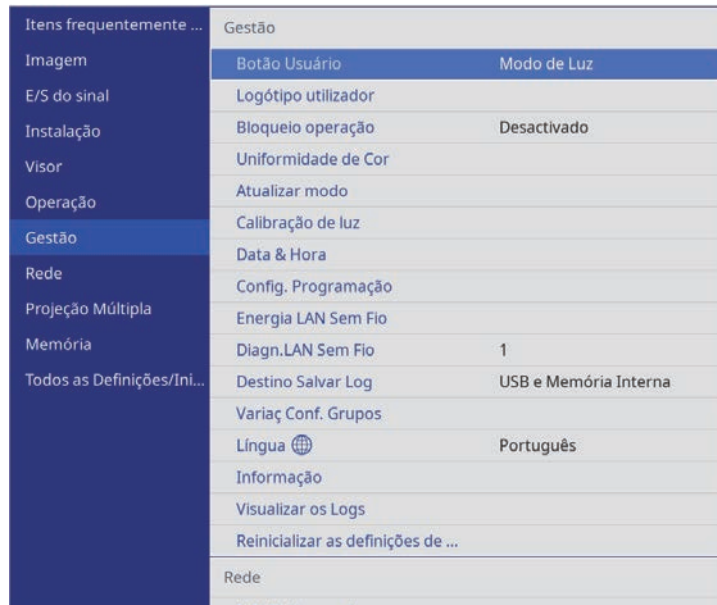 Itens frequentemente ...
Imagem
E/S do sinal
Instalação
Visor
Operação
Gestão
Rede
Projeção Múltipla
Memória
Todos as Definições/Ini...
Gestão
Botão Usuário Modo de Luz
Logótipo utilizador
Bloqueio operação Desactivado
Uniformidade de Cor
Atualizar modo
Calibração de luz
Data & Hora
Config. Programação
Energia LAN Sem Fio
Diagn.LAN Sem Fio 1
Destino Salvar Log USB e Memória Interna
Variaç Conf. Grupos
Língua Português
Informação
Visualizar os Logs
Reinicializar as definições de ...
Rede